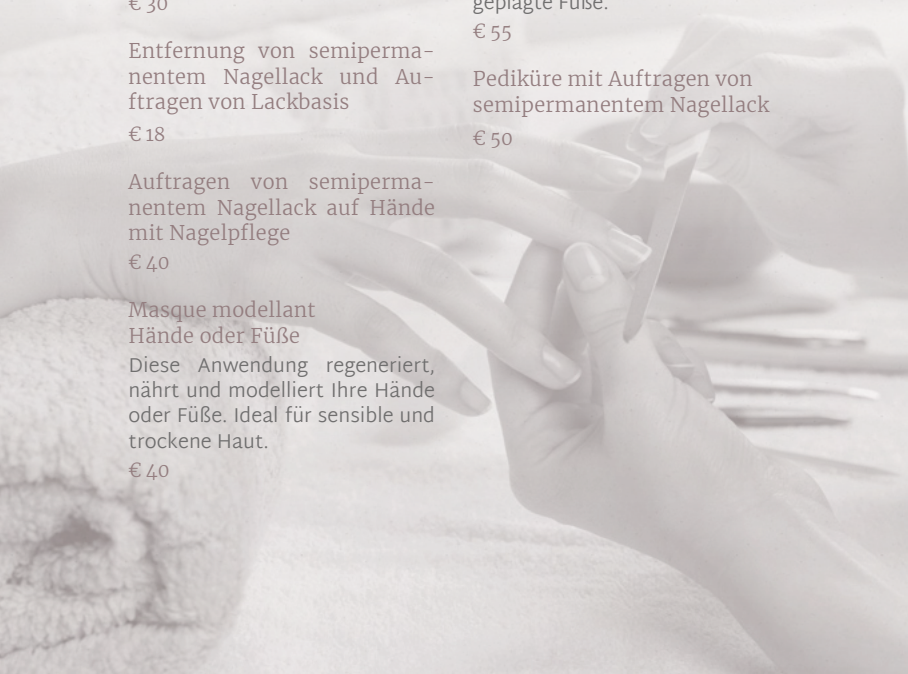 € 30
Entfernung von semiperma-
nentem Nagellack und Au-
ftragen von Lackbasis
€ 18
Auftragen von semiperma-
nentem Nagellack auf Hände
mit Nagelpflege
€ 40
Masque modellant
Hände oder Füße
Diese Anwendung regeneriert,
nährt und modelliert Ihre Hände
oder Füße. Ideal für sensible und
trockene Haut.
€ 40
geplagte Füße.
€ 55
Pediküre mit Auftragen von
semipermanentem Nagellack
€ 50